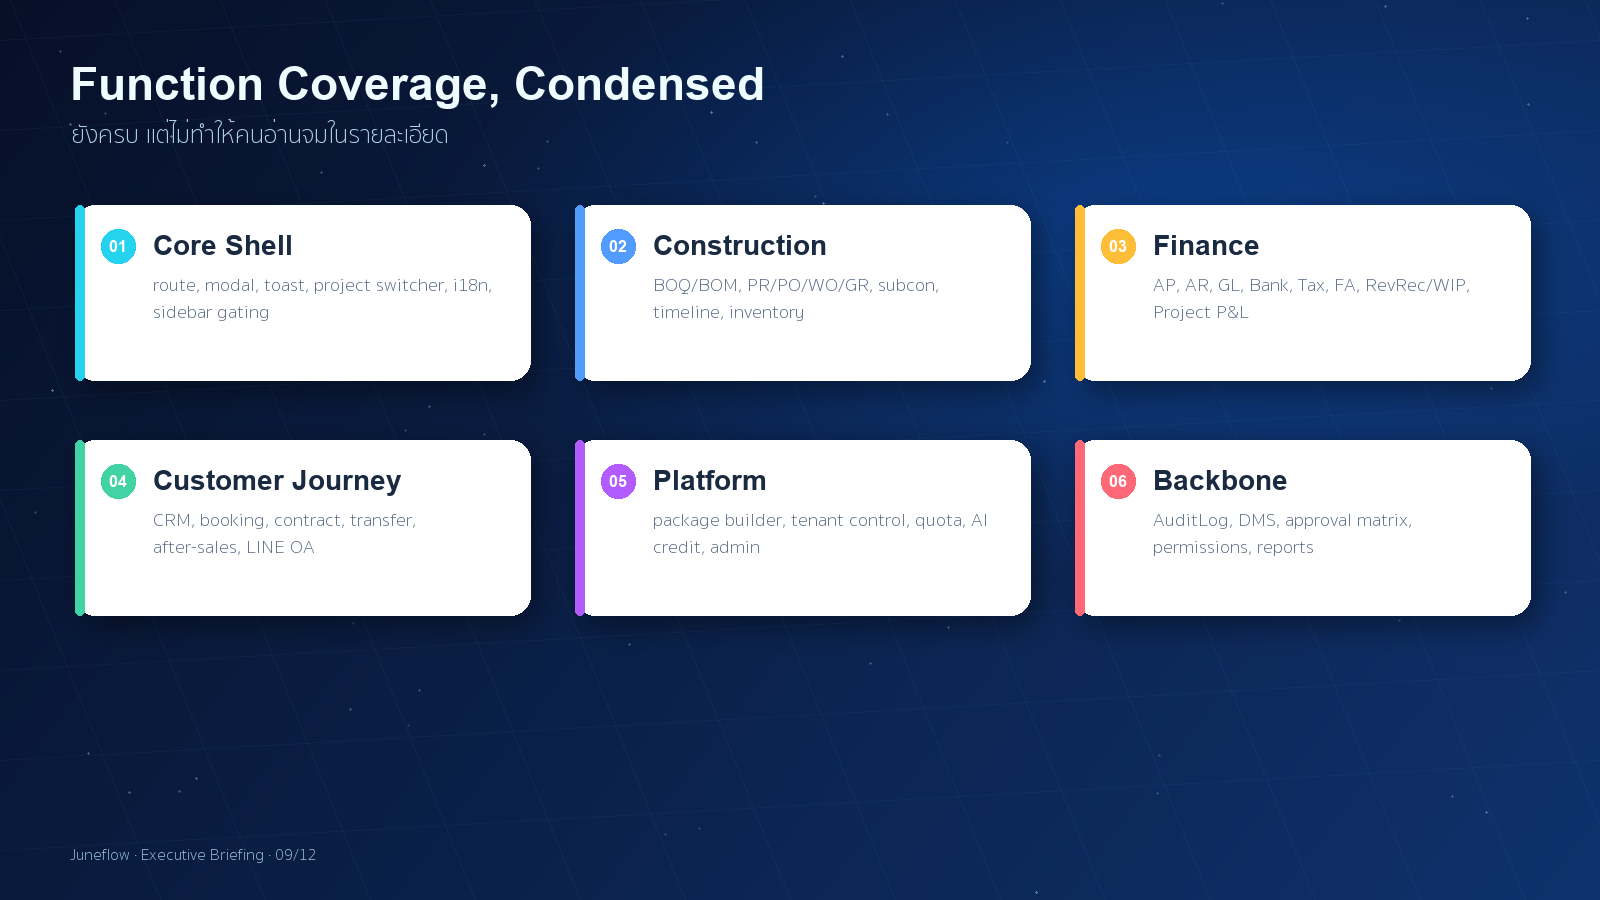 Function Coverage, Condensed
ยังครบ แต่ไม่ทำให้คนอ่านจมในรายละเอียด
01 Core Shell
route, modal, toast, project switcher, i18n,
sidebar gating
02 Construction
BOQ/BOM, PR/PO/WO/GR, subcon,
timeline, inventory
03 Finance
AP, AR, GL, Bank, Tax, FA, RevRec/WIP,
Project P&L
04 Customer Journey
CRM, booking, contract, transfer,
after-sales, LINE OA
05 Platform
package builder, tenant control, quota, AI
credit, admin
06 Backbone
AuditLog, DMS, approval matrix,
permissions, reports
Juneflow · Executive Briefing · 09/12